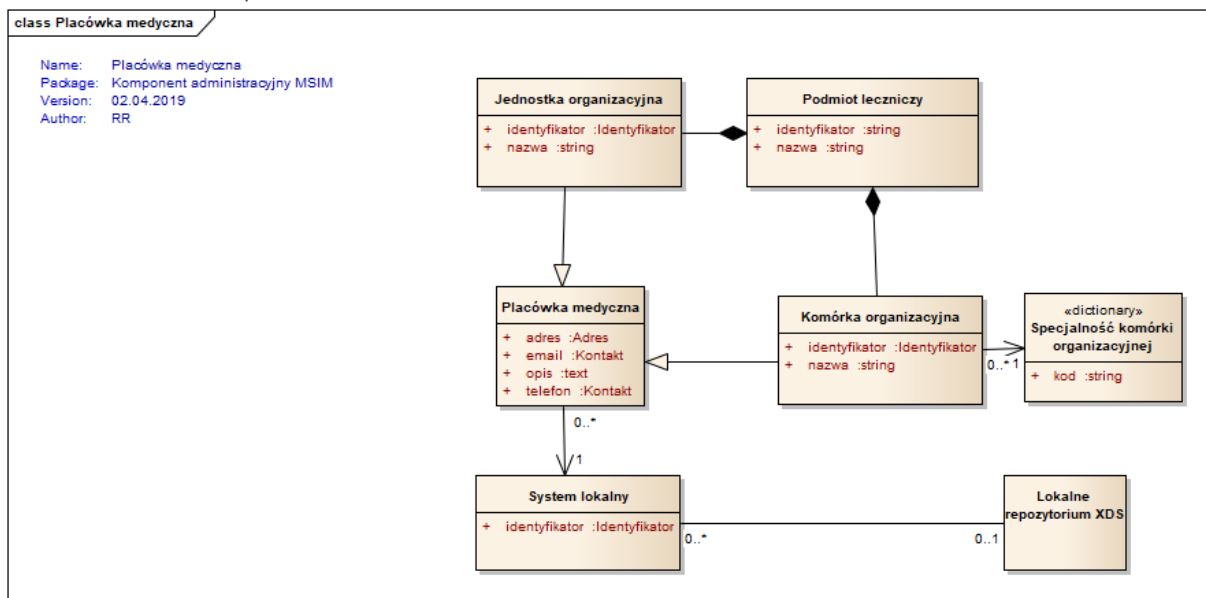 class Placówka medyczna
Name: Placówka medyczna
Package: Komponent administracyjny MSIM
Version: 02.04.2019
Author: RR
Jednostka organizacyjna
+ identyfikator :Identyfikator
+ nazwa :string
Podmiot leczniczy
+ identyfikator :string
+ nazwa :string
Placówka medyczna
+ adres :Adres
+ email :Kontakt
+ opis :text
+ telefon :Kontakt
Komórka organizacyjna
+ identyfikator :Identyfikator
+ nazwa :string
0..*
1
«dictionary»
Specjalność komórki
organizacyjnej
+ kod :string
0..*
1
System lokalny
+ identyfikator :Identyfikator
0..*
0..1
Lokalne
repozytorium XDS